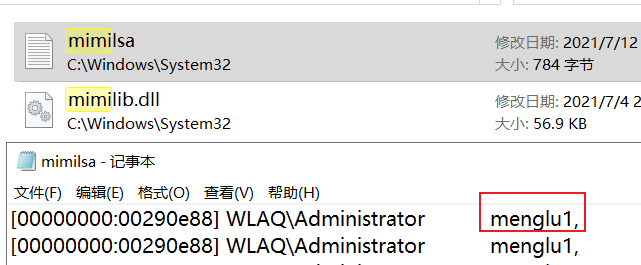 mimilsa
修改日期: 2021/7/12
C:\Windows\System32
大小: 784 字节
mimilib.dll
修改日期: 2021/7/4 2
C:\Windows\System32
大小: 56.9 KB
mimilsa - 记事本
文件(F) 编辑(E) 格式(O) 查看(V) 帮助(H)
[00000000:00290e88] WLAQ\Administrator menglu1,
[00000000:00290e88] WLAQ\Administrator menglu1,